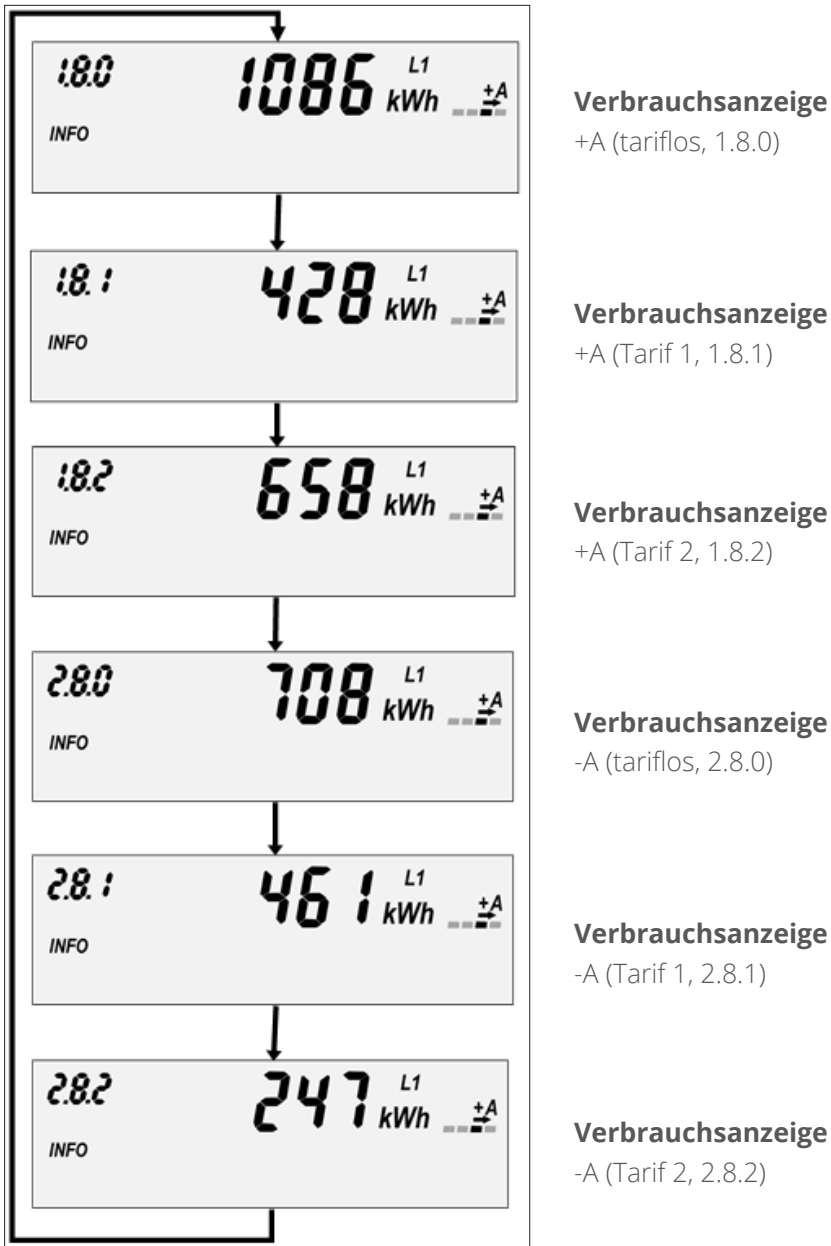 1.8.0 1086 L1 kWh +A
INFO
Verbrauchsanzeige
+A (tariflos, 1.8.0)
1.8.1 428 L1 kWh +A
INFO
Verbrauchsanzeige
+A (Tarif 1, 1.8.1)
1.8.2 658 L1 kWh +A
INFO
Verbrauchsanzeige
+A (Tarif 2, 1.8.2)
2.8.0 708 L1 kWh +A
INFO
Verbrauchsanzeige
-A (tariflos, 2.8.0)
2.8.1 461 L1 kWh +A
INFO
Verbrauchsanzeige
-A (Tarif 1, 2.8.1)
2.8.2 247 L1 kWh +A
INFO
Verbrauchsanzeige
-A (Tarif 2, 2.8.2)